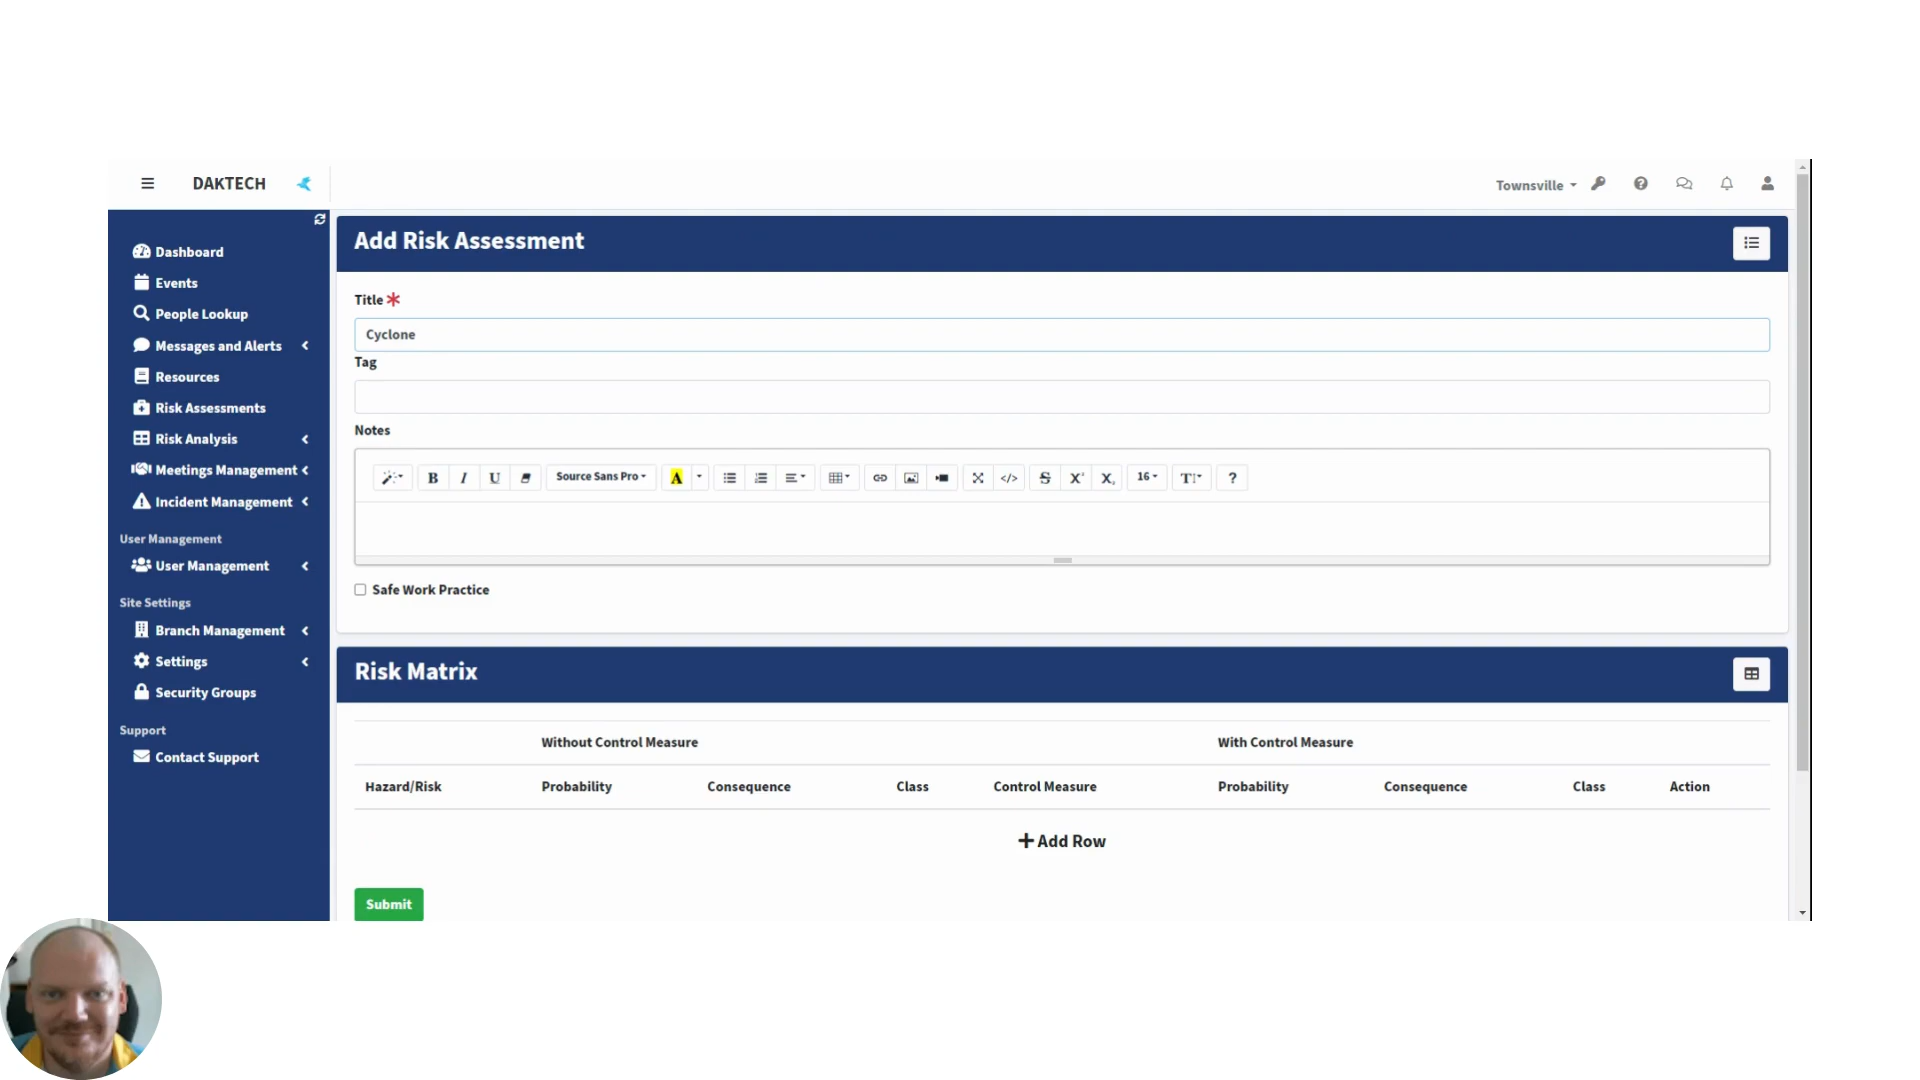 DAKTECH
Townsville
Dashboard
Events
People Lookup
Messages and Alerts
Resources
Risk Assessments
Risk Analysis
Meetings Management
Incident Management
User Management
User Management
Site Settings
Branch Management
Settings
Security Groups
Support
Contact Support
Add Risk Assessment
Title *
Cyclone
Tag
Notes
B I U Source Sans Pro A </> S X² X₂ 16 T ?
Safe Work Practice
Risk Matrix
Without Control Measure With Control Measure
Hazard/Risk Probability Consequence Class Control Measure Probability Consequence Class Action
+ Add Row
Submit